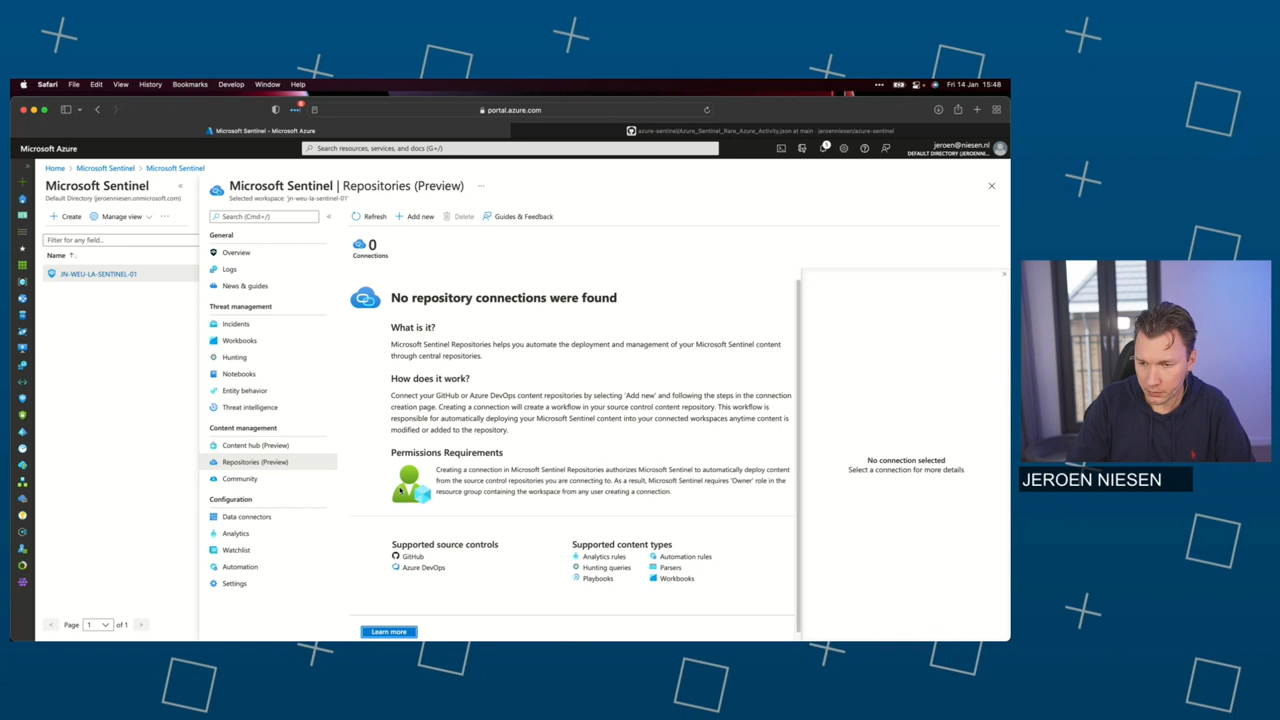 Safari File Edit View History Bookmarks Develop Window Help
Fri 14 Jan 15:48
portal.azure.com
Microsoft Sentinel - Microsoft Azure
azure-sentinel/Azure_Sentinel_Rare_Azure_Activity.json at main · jeroenniesen/azure-sentinel
Microsoft Azure
Search resources, services, and docs (G+/)
1
jeroen@niesen.nl
DEFAULT DIRECTORY (JEROENNI...
Home > Microsoft Sentinel > Microsoft Sentinel
Microsoft Sentinel
Default Directory (jeroenniesen.onmicrosoft.com)
Create Manage view
Filter for any field...
Name
JN-WEU-LA-SENTINEL-01
Page 1 of 1
Microsoft Sentinel | Repositories (Preview)
Selected workspace: 'jn-weu-la-sentinel-01'
Search (Cmd+/)
General
Overview
Logs
News & guides
Threat management
Incidents
Workbooks
Hunting
Notebooks
Entity behavior
Threat intelligence
Content management
Content hub (Preview)
Repositories (Preview)
Community
Configuration
Data connectors
Analytics
Watchlist
Automation
Settings
Refresh Add new Delete Guides & Feedback
0
Connections
No repository connections were found
What is it?
Microsoft Sentinel Repositories helps you automate the deployment and management of your Microsoft Sentinel content
through central repositories.
How does it work?
Connect your GitHub or Azure DevOps content repositories by selecting 'Add new' and following the steps in the connection
creation page. Creating a connection will create a workflow in your source control content repository. This workflow is
responsible for automatically deploying your Microsoft Sentinel content into your connected workspaces anytime content is
modified or added to the repository.
Permissions Requirements
Creating a connection in Microsoft Sentinel Repositories authorizes Microsoft Sentinel to automatically deploy content
from the source control repositories you are connecting to. As a result, Microsoft Sentinel requires 'Owner' role in the
resource group containing the workspace from any user creating a connection.
Supported source controls
GitHub
Azure DevOps
Supported content types
Analytics rules Automation rules
Hunting queries Parsers
Playbooks Workbooks
Learn more
No connection selected
Select a connection for more details
JEROEN NIESEN